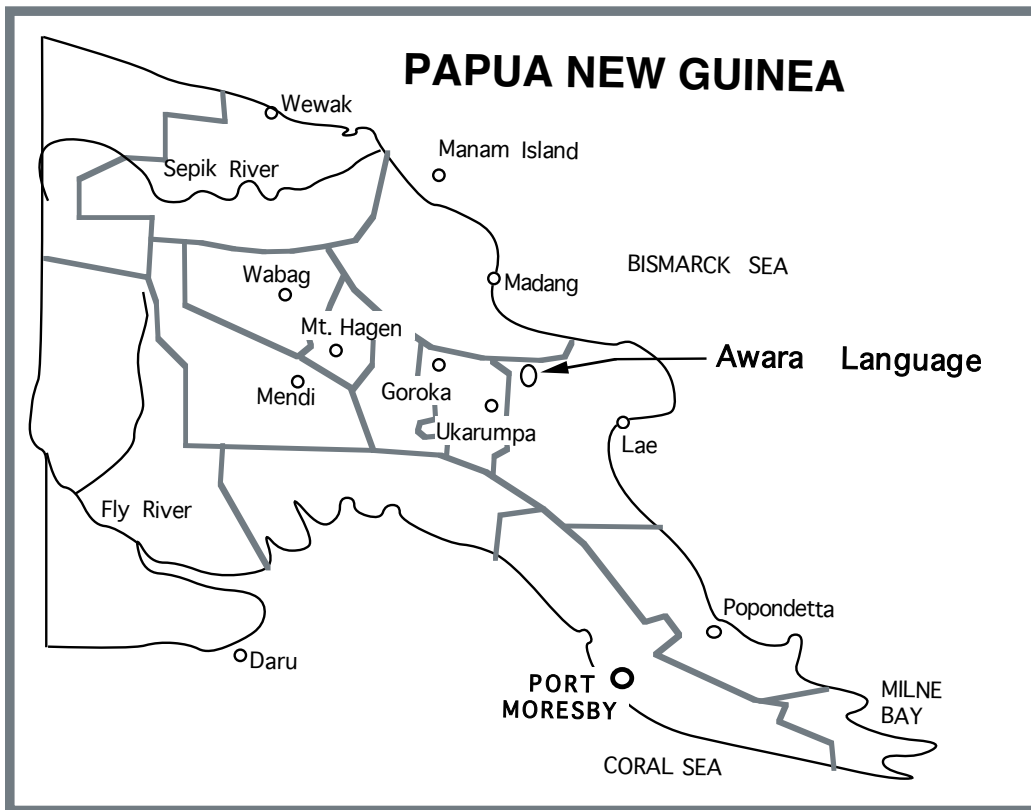 PAPUA NEW GUINEA
Wewak
Manam Island
Sepik River
BISMARCK SEA
Wabag
Madang
Mt. Hagen
Awara Language
Goroka
Mendi
Ukarumpa
Lae
Fly River
Popondetta
Daru
PORT
MORESBY
MILNE
BAY
CORAL SEA